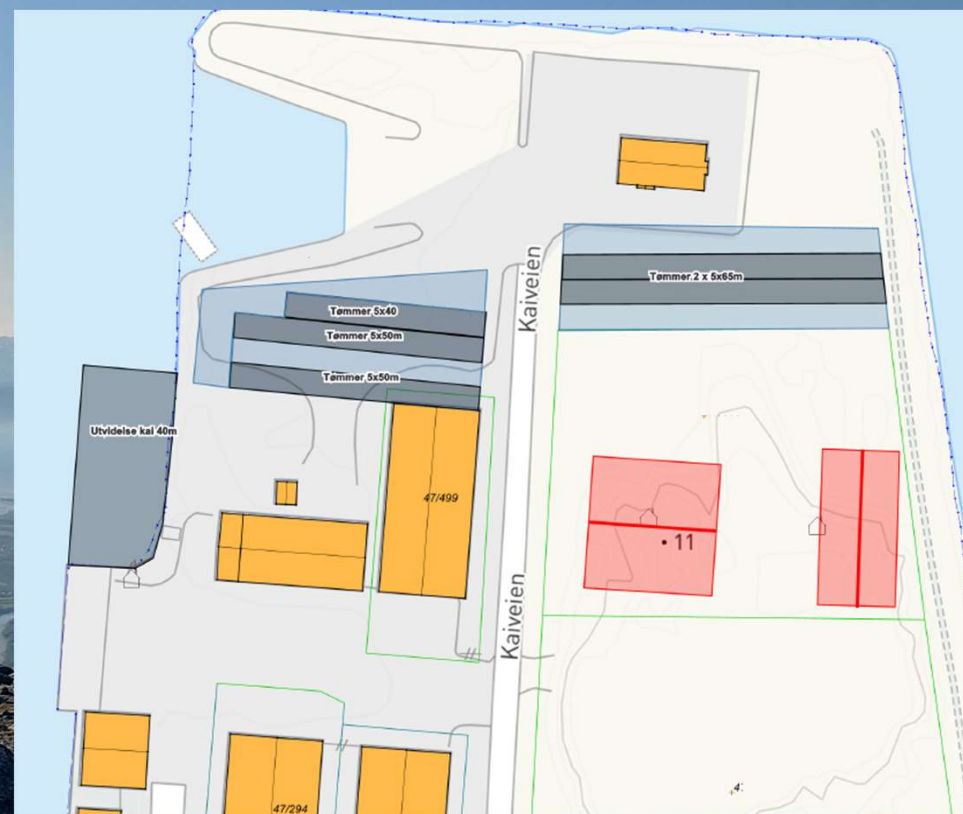 Kaiveien
Tømmer 2 x 5x65m
Tømmer 5x40
Tømmer 5x50m
Tømmer 5x50m
Utvidelse kai 40m
47/499
11
Kaiveien
47/294